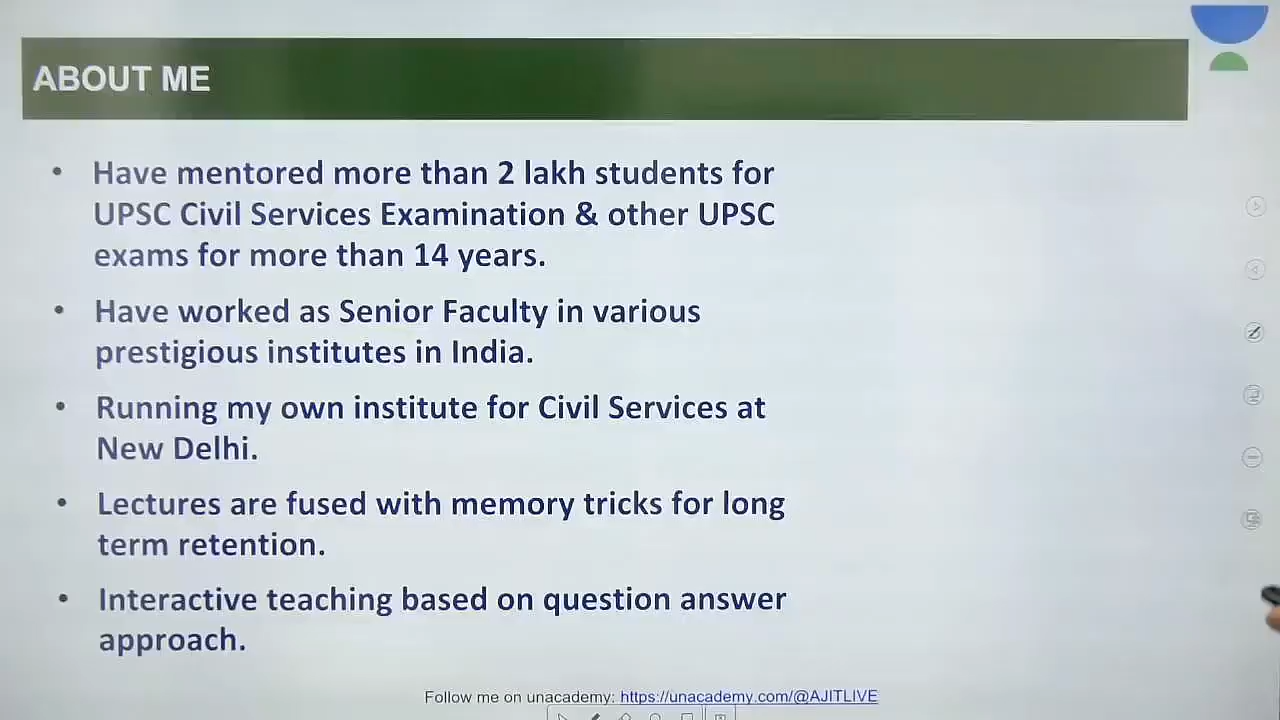 ABOUT ME
• Have mentored more than 2 lakh students for
UPSC Civil Services Examination & other UPSC
exams for more than 14 years.
• Have worked as Senior Faculty in various
prestigious institutes in India.
• Running my own institute for Civil Services at
New Delhi.
• Lectures are fused with memory tricks for long
term retention.
• Interactive teaching based on question answer
approach.
Follow me on unacademy: https://unacademy.com/@AJITLIVE